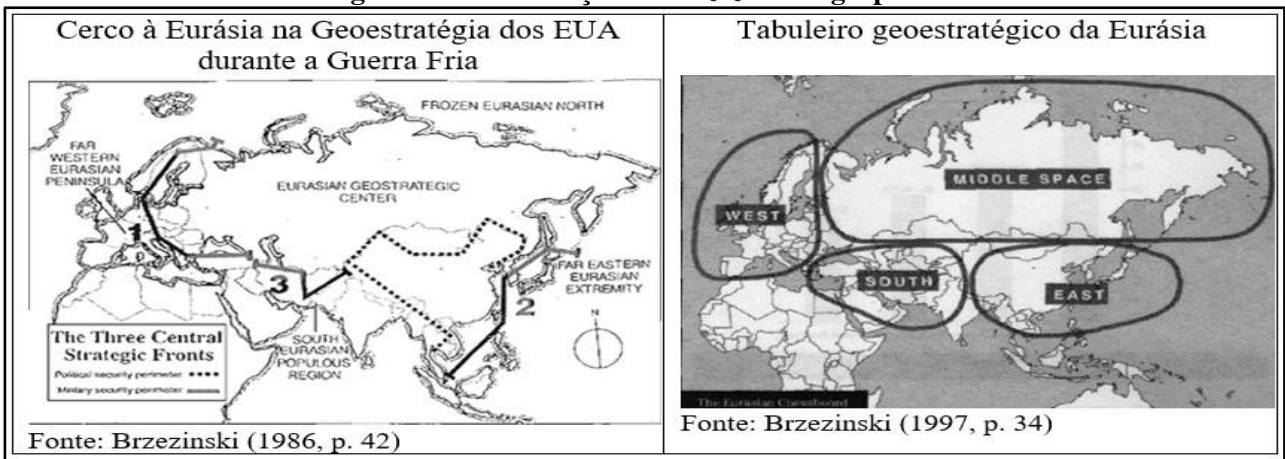 Cerco à Eurásia na Geoestratégia dos EUA
durante a Guerra Fria
FROZEN EURASIAN NORTH
FAR
WESTERN
EURASIAN
PENINSULA
EURASIAN GEOSTRATEGIC
CENTER
1
3
2
FAR EASTERN
EURASIAN
EXTREMITY
N
SOUTH
EURASIAN
POPULOUS
REGION
The Three Central
Strategic Fronts
Political security perimeter
Military security perimeter
Fonte: Brzezinski (1986, p. 42)
Tabuleiro geoestratégico da Eurásia
MIDDLE SPACE
WEST
SOUTH
EAST
The Eurasian Chessboard
Fonte: Brzezinski (1997, p. 34)